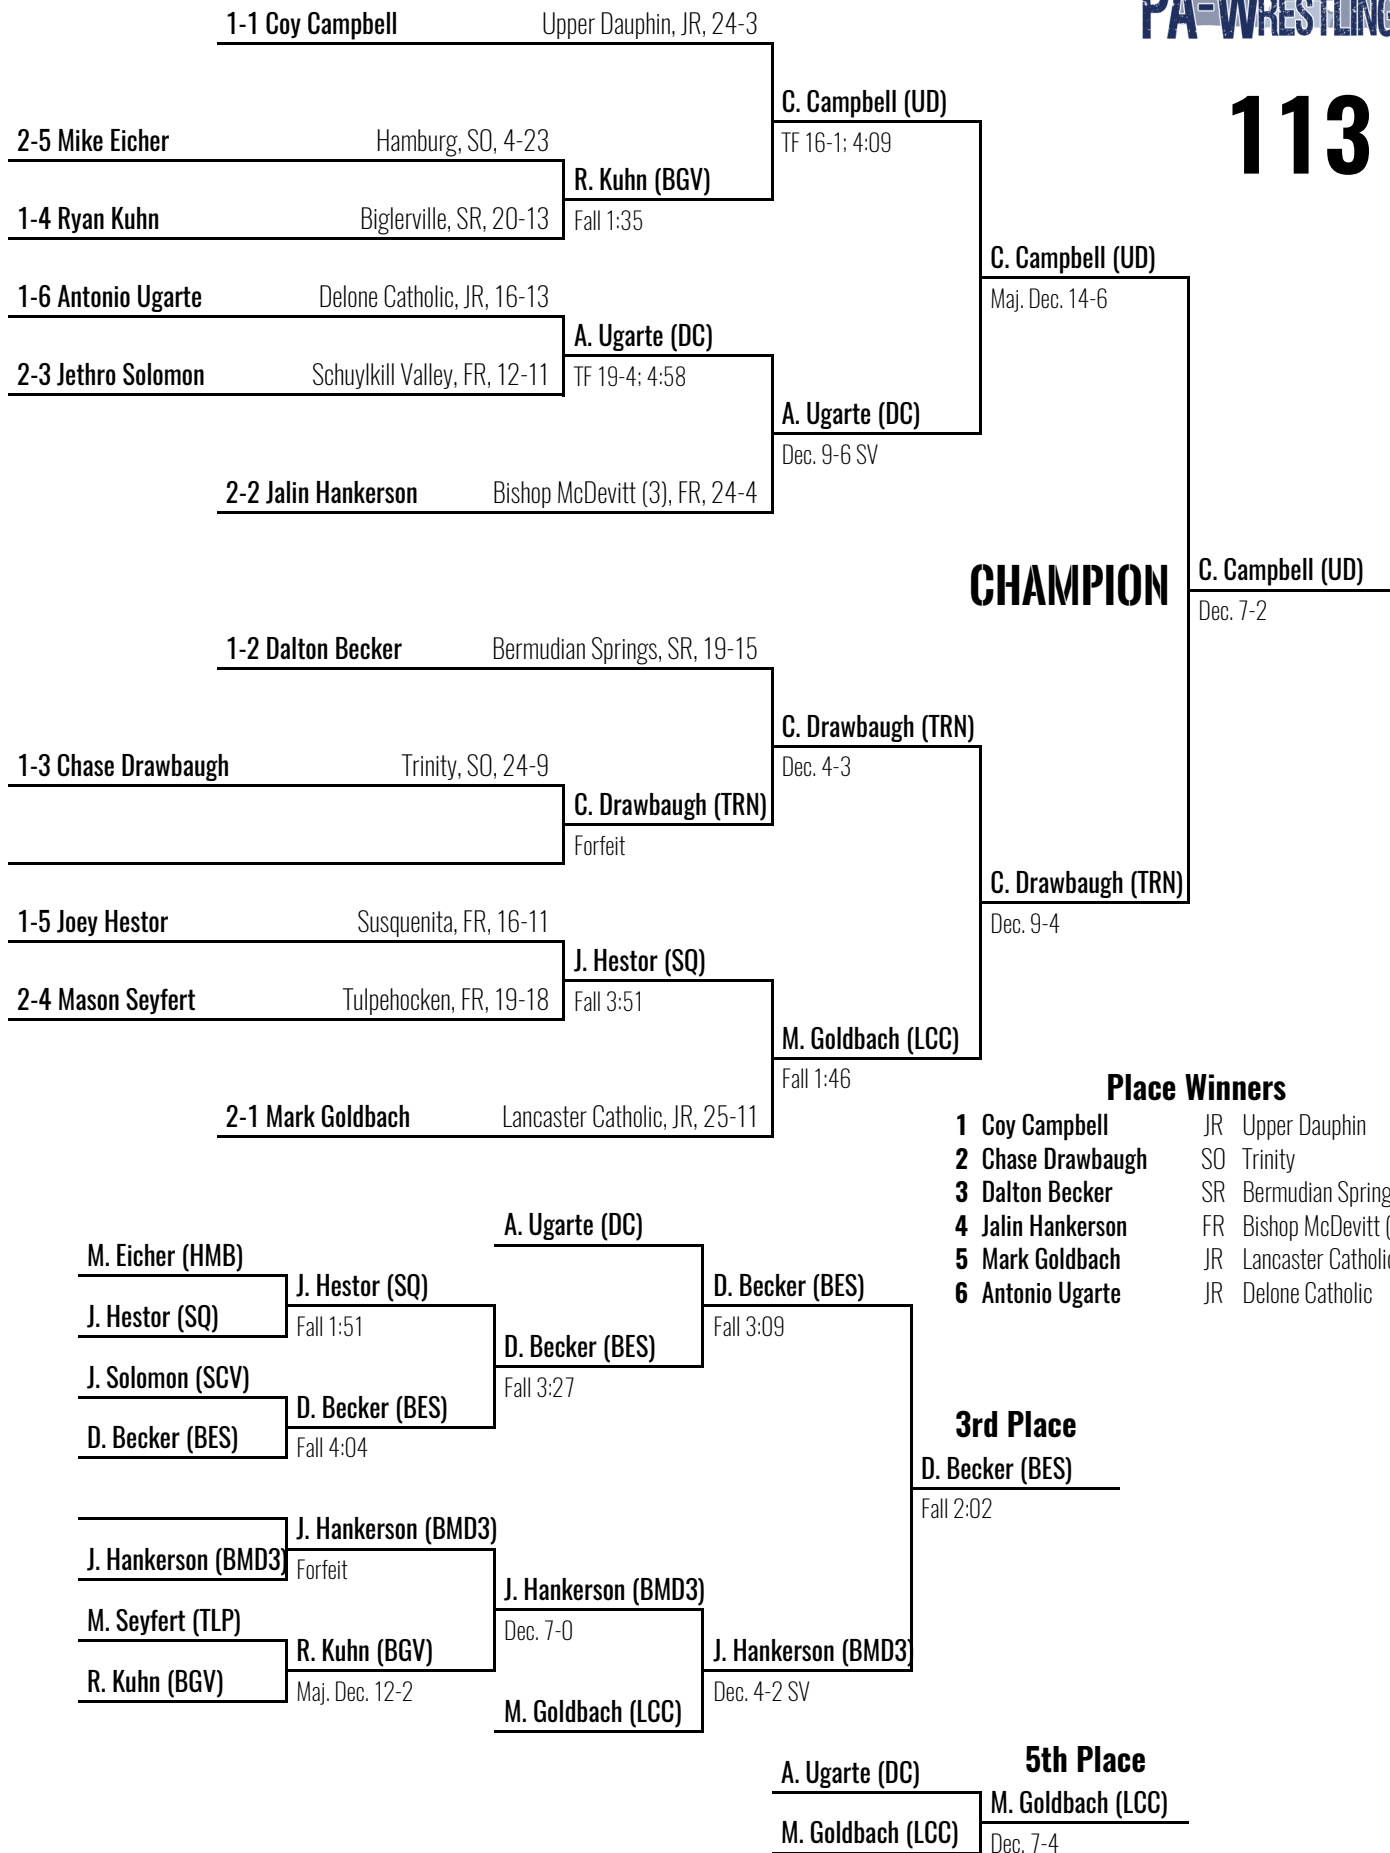 PA-WRESTLING
113
1-1 Coy Campbell Upper Dauphin, JR, 24-3
C. Campbell (UD)
TF 16-1; 4:09
2-5 Mike Eicher Hamburg, SO, 4-23
R. Kuhn (BGV)
Fall 1:35
1-4 Ryan Kuhn Biglerville, SR, 20-13
C. Campbell (UD)
Maj. Dec. 14-6
1-6 Antonio Ugarte Delone Catholic, JR, 16-13
A. Ugarte (DC)
TF 19-4; 4:58
2-3 Jethro Solomon Schuylkill Valley, FR, 12-11
A. Ugarte (DC)
Dec. 9-6 SV
2-2 Jalin Hankerson Bishop McDevitt (3), FR, 24-4
CHAMPION
C. Campbell (UD)
Dec. 7-2
1-2 Dalton Becker Bermudian Springs, SR, 19-15
C. Drawbaugh (TRN)
Dec. 4-3
1-3 Chase Drawbaugh Trinity, SO, 24-9
C. Drawbaugh (TRN)
Forfeit
C. Drawbaugh (TRN)
Dec. 9-4
1-5 Joey Hestor Susquenita, FR, 16-11
J. Hestor (SQ)
Fall 3:51
2-4 Mason Seyfert Tulpehocken, FR, 19-18
M. Goldbach (LCC)
Fall 1:46
2-1 Mark Goldbach Lancaster Catholic, JR, 25-11
Place Winners
1 Coy Campbell JR Upper Dauphin
2 Chase Drawbaugh SO Trinity
3 Dalton Becker SR Bermudian Spring
4 Jalin Hankerson FR Bishop McDevitt (
5 Mark Goldbach JR Lancaster Catholic
6 Antonio Ugarte JR Delone Catholic
A. Ugarte (DC)
M. Eicher (HMB)
J. Hestor (SQ)
Fall 1:51
J. Hestor (SQ)
D. Becker (BES)
Fall 3:09
D. Becker (BES)
Fall 3:27
J. Solomon (SCV)
D. Becker (BES)
Fall 4:04
D. Becker (BES)
3rd Place
D. Becker (BES)
Fall 2:02
J. Hankerson (BMD3)
Forfeit
J. Hankerson (BMD3)
J. Hankerson (BMD3)
Dec. 7-0
M. Seyfert (TLP)
R. Kuhn (BGV)
Maj. Dec. 12-2
R. Kuhn (BGV)
J. Hankerson (BMD3)
Dec. 4-2 SV
M. Goldbach (LCC)
5th Place
A. Ugarte (DC)
M. Goldbach (LCC)
Dec. 7-4
M. Goldbach (LCC)